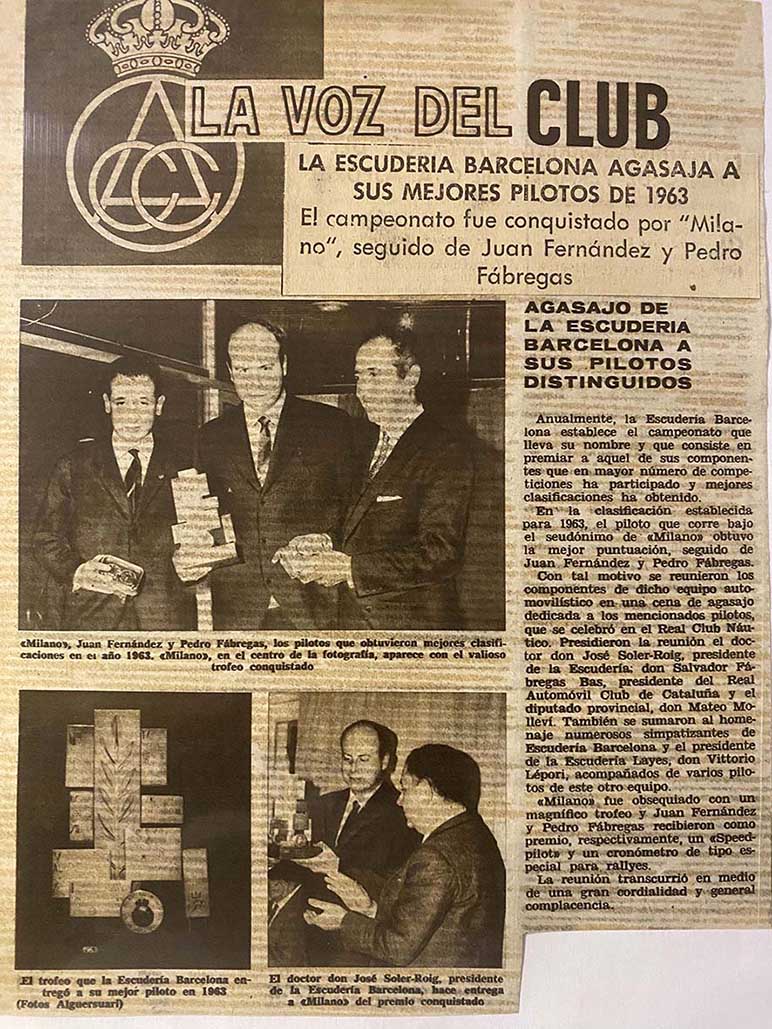 LA VOZ DEL CLUB
LA ESCUDERIA BARCELONA AGASAJA A
SUS MEJORES PILOTOS DE 1963
El campeonato fue conquistado por "Mila-
no", seguido de Juan Fernández y Pedro
Fábregas
AGASAJO DE
LA ESCUDERIA
BARCELONA A
SUS PILOTOS
DISTINGUIDOS
Anualmente, la Escudería Barce-
lona establece el campeonato que
lleva su nombre y que consiste en
premiar a aquel de sus componen-
tes que en mayor número de compe-
ticiones ha participado y mejores
clasificaciones ha obtenido.
En la clasificación establecida
para 1963, el piloto que corre bajo
el seudónimo de «Milano» obtuvo
la mejor puntuación, seguido de
Juan Fernández y Pedro Fábregas.
Con tal motivo se reunieron los
componentes de dicho equipo auto-
movilístico en una cena de agasajo
dedicada a los mencionados pilotos,
que se celebró en el Real Club Náu-
tico. Presidieron la reunión el doc-
tor don José Soler-Roig, presidente
de la Escudería; don Salvador Fá-
bregas Bas, presidente del Real
Automóvil Club de Cataluña y el
diputado provincial, don Mateo Mo-
lleví. También se sumaron al home-
naje numerosos simpatizantes de
Escudería Barcelona y el presidente
de la Escudería Layes, don Vittorio
Lépori, acompañados de varios pilo-
tos de este otro equipo.
«Milano» fue obsequiado con un
magnífico trofeo y Juan Fernández
y Pedro Fábregas recibieron como
premio, respectivamente, un «Speed-
pilot» y un cronómetro de tipo es-
pecial para rallyes.
La reunión transcurrió en medio
de una gran cordialidad y general
complacencia.
«Milano», Juan Fernández y Pedro Fábregas, los pilotos que obtuvieron mejores clasifi-
caciones en el año 1963. «Milano», en el centro de la fotografía, aparece con el valioso
trofeo conquistado
1963
El trofeo que la Escudería Barcelona en-
tregó a su mejor piloto en 1963
(Fotos Alguersuari)
El doctor don José Soler-Roig, presidente
de la Escudería Barcelona, hace entrega
a «Milano» del premio conquistado